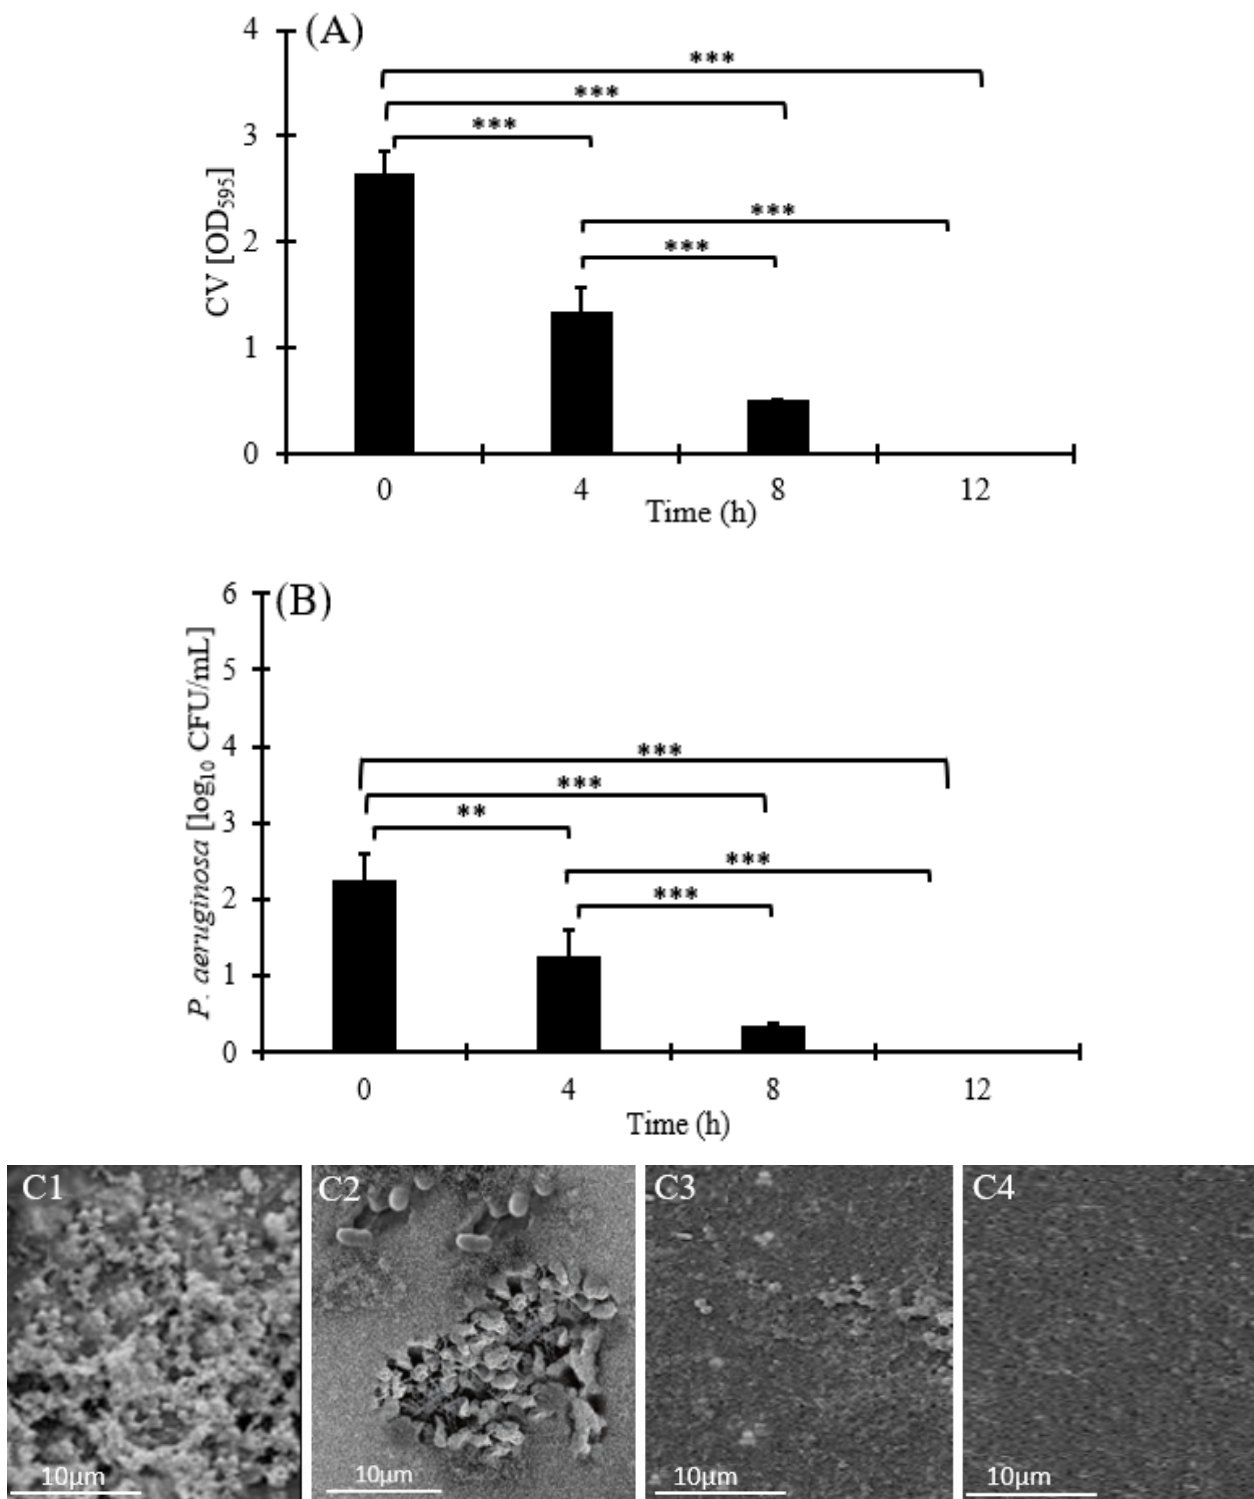 (A)
4
***
***
3
***
CV [OD₅₉₅]
***
2
***
1
0
0 4 8 12
Time (h)
6
(B)
5
P. aeruginosa [log₁₀ CFU/mL]
4
***
***
3
**
***
2
***
1
0
0 4 8 12
Time (h)
C1 C2 C3 C4
10µm 10µm 10µm 10µm